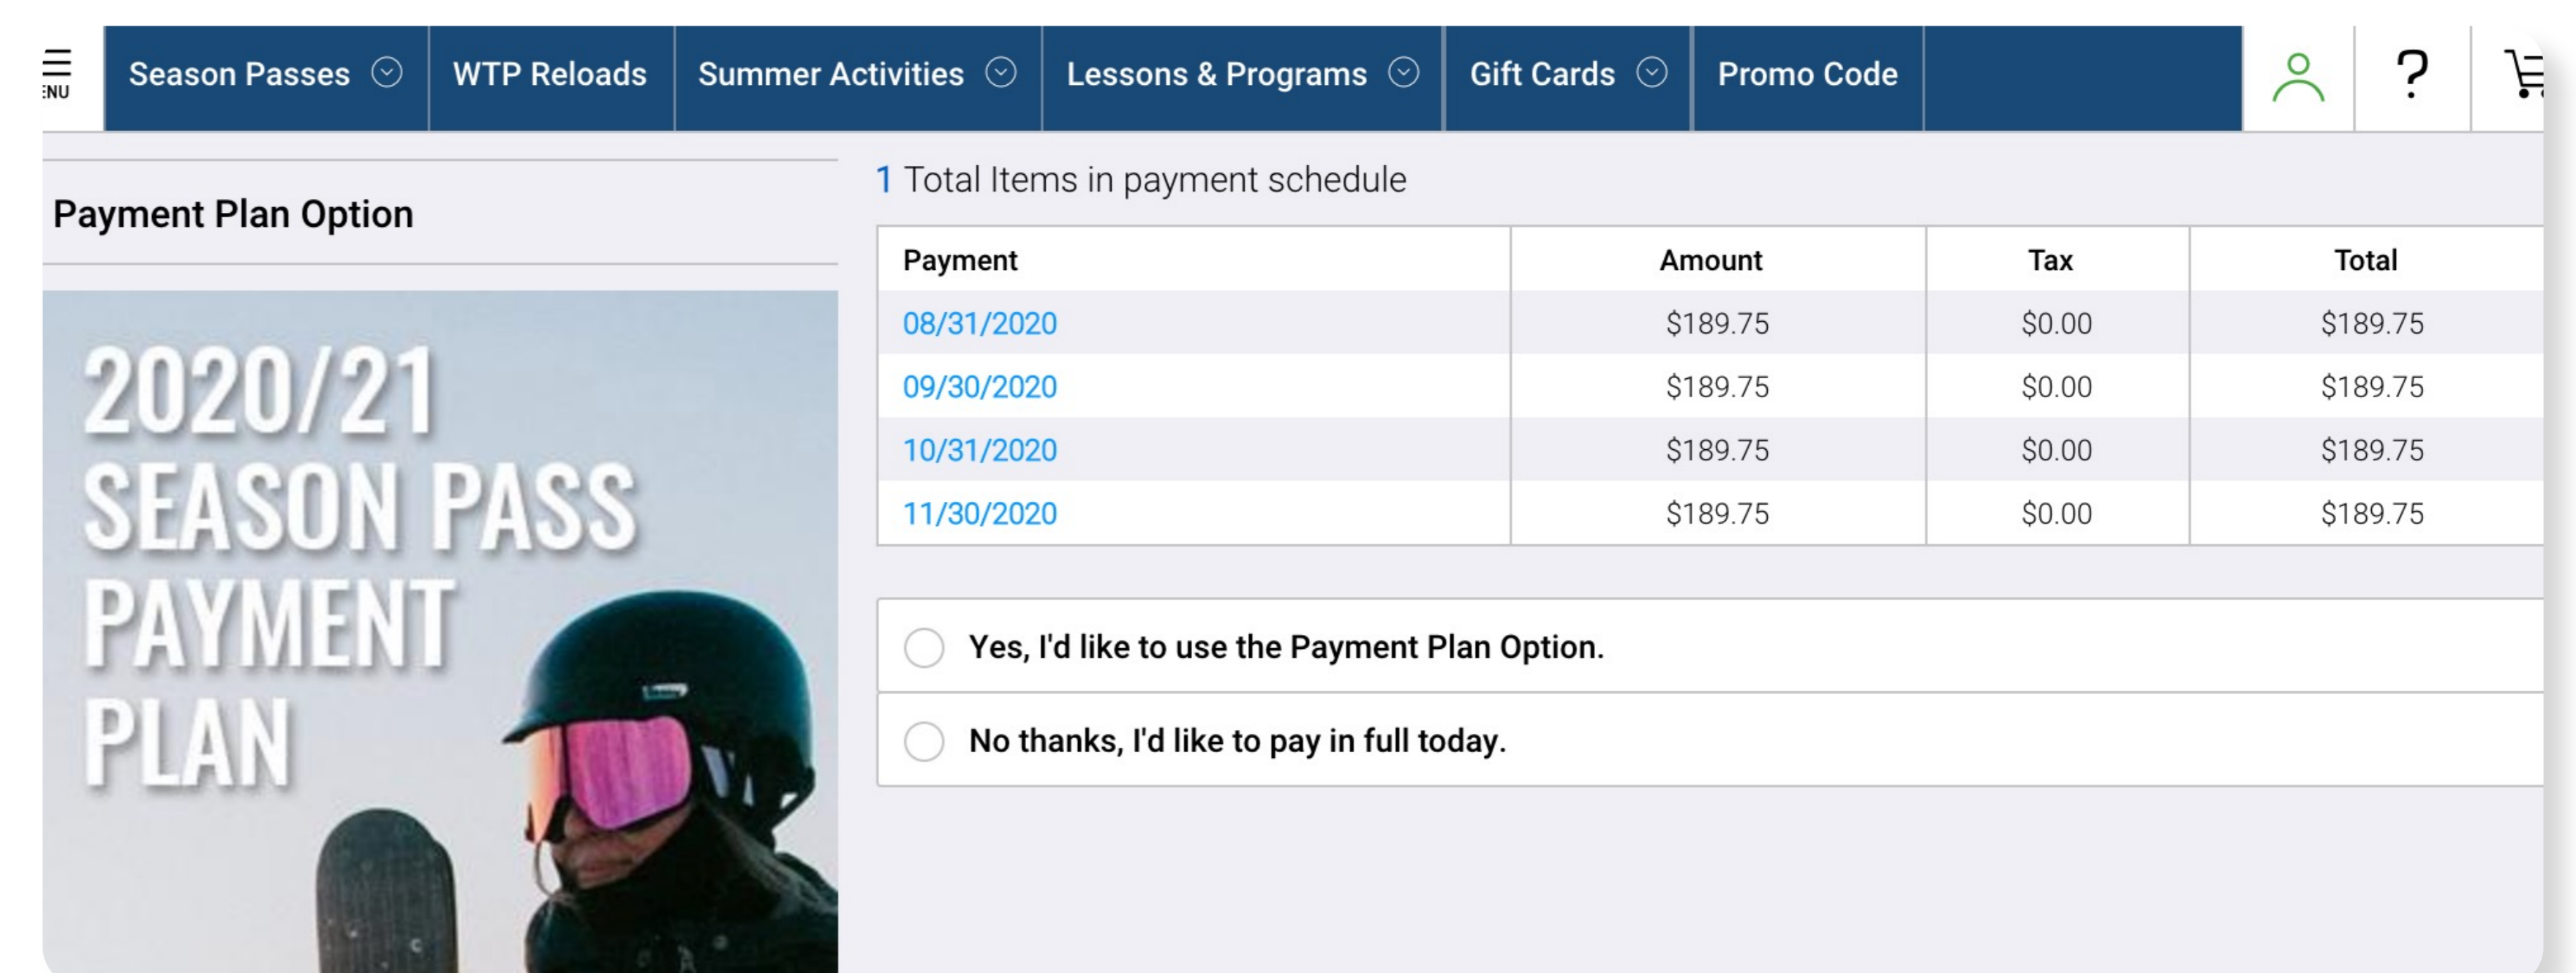 ENU
Season Passes
WTP Reloads
Summer Activities
Lessons & Programs
Gift Cards
Promo Code
?
Payment Plan Option
2020/21
SEASON PASS
PAYMENT
PLAN
1 Total Items in payment schedule
Payment Amount Tax Total
08/31/2020 $189.75 $0.00 $189.75
09/30/2020 $189.75 $0.00 $189.75
10/31/2020 $189.75 $0.00 $189.75
11/30/2020 $189.75 $0.00 $189.75
Yes, I'd like to use the Payment Plan Option.
No thanks, I'd like to pay in full today.